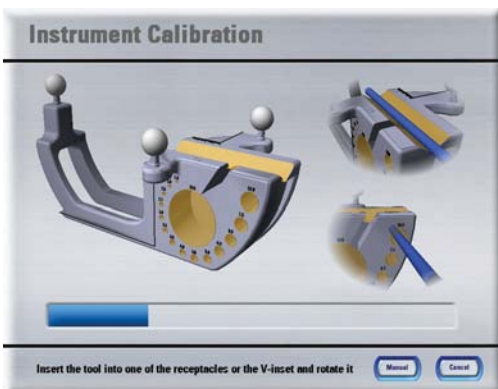 Instrument Calibration
Insert the tool into one of the receptacles or the V-inset and rotate it
Manual
Cancel